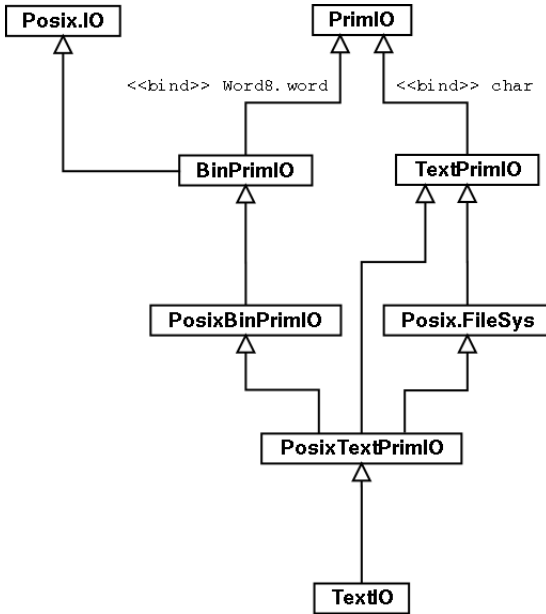 Posix.IO
PrimIO
<<bind>> Word8.word
<<bind>> char
BinPrimIO
TextPrimIO
PosixBinPrimIO
Posix.FileSys
PosixTextPrimIO
TextIO